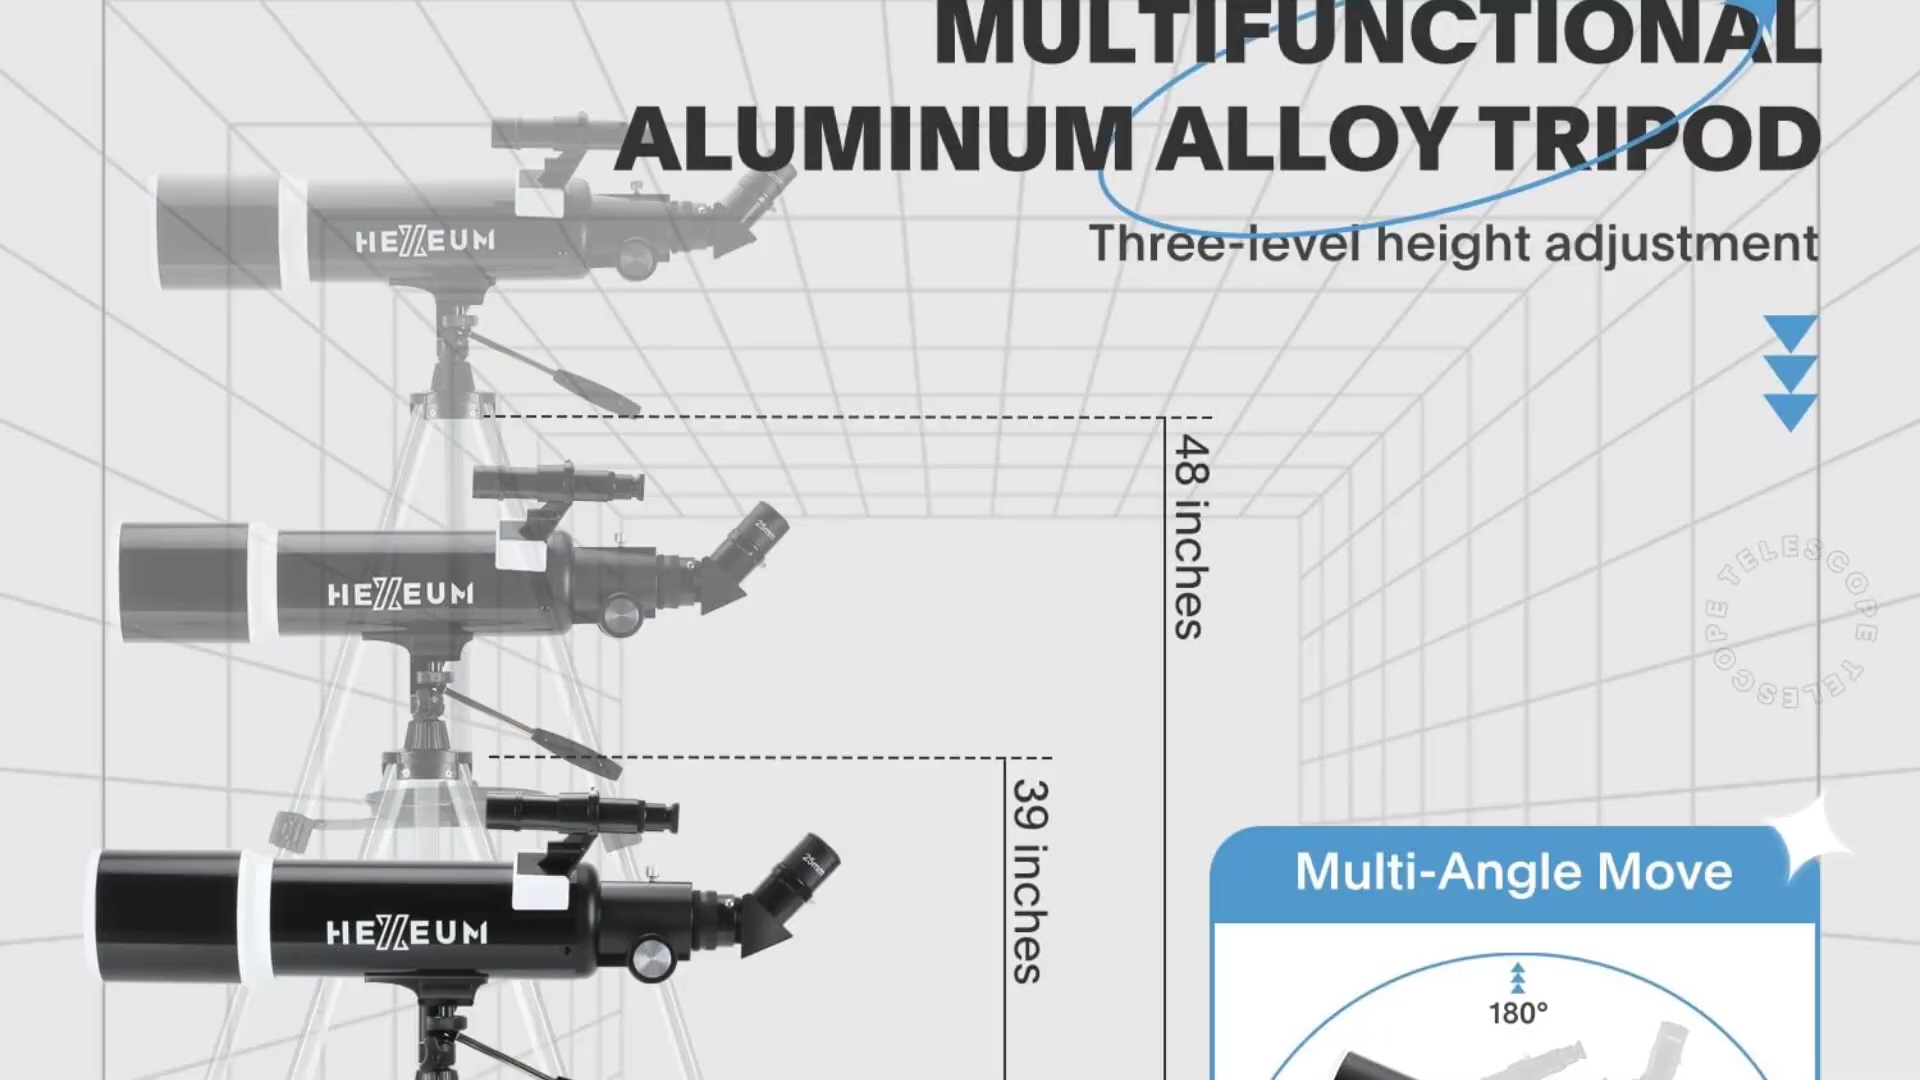 MULTIFUNCTIONAL
ALUMINUM ALLOY TRIPOD
Three-level height adjustment
HEXEUM
48 inches
25mm
HEXEUM
39 inches
25mm
HEXEUM
TELESCOPE TELESCOPE
Multi-Angle Move
180°